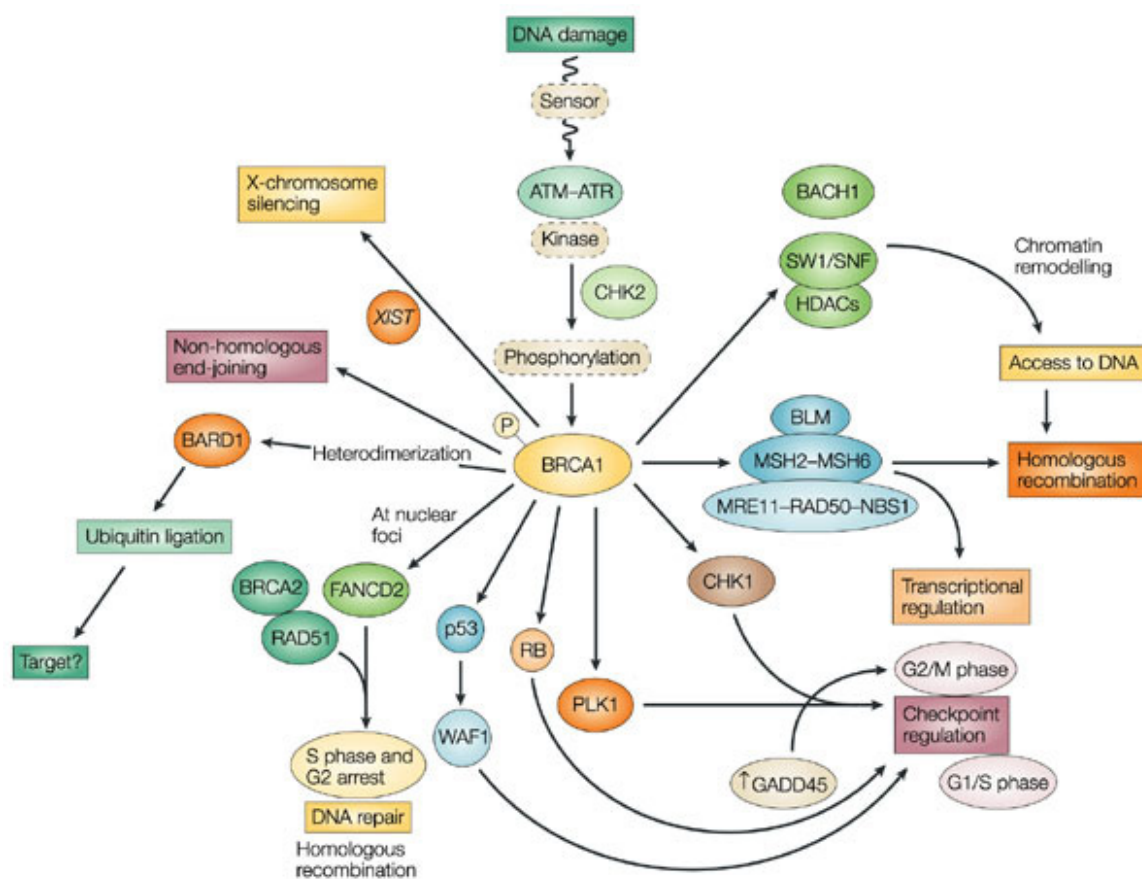 DNA damage
Sensor
ATM–ATR
Kinase
CHK2
Phosphorylation
P
BRCA1
X-chromosome
silencing
XIST
Non-homologous
end-joining
BARD1
Heterodimerization
Ubiquitin ligation
Target?
At nuclear
foci
BRCA2
FANCD2
RAD51
S phase and
G2 arrest
DNA repair
Homologous
recombination
p53
WAF1
RB
PLK1
CHK1
BACH1
SW1/SNF
HDACs
Chromatin
remodelling
Access to DNA
BLM
MSH2–MSH6
MRE11–RAD50–NBS1
Homologous
recombination
Transcriptional
regulation
G2/M phase
Checkpoint
regulation
G1/S phase
↑GADD45